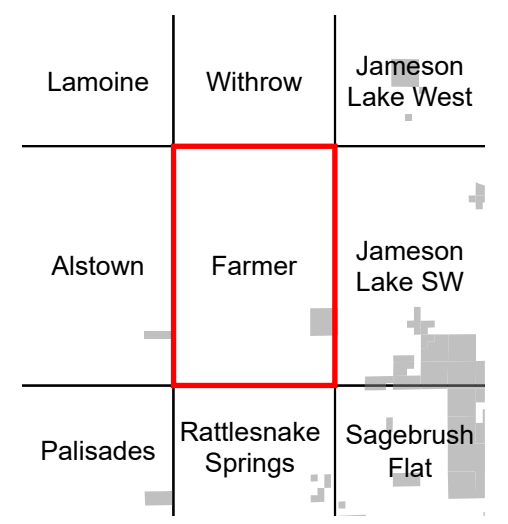 Lamoine
Withrow
Jameson
Lake West
Alstown
Farmer
Jameson
Lake SW
Palisades
Rattlesnake
Springs
Sagebrush
Flat